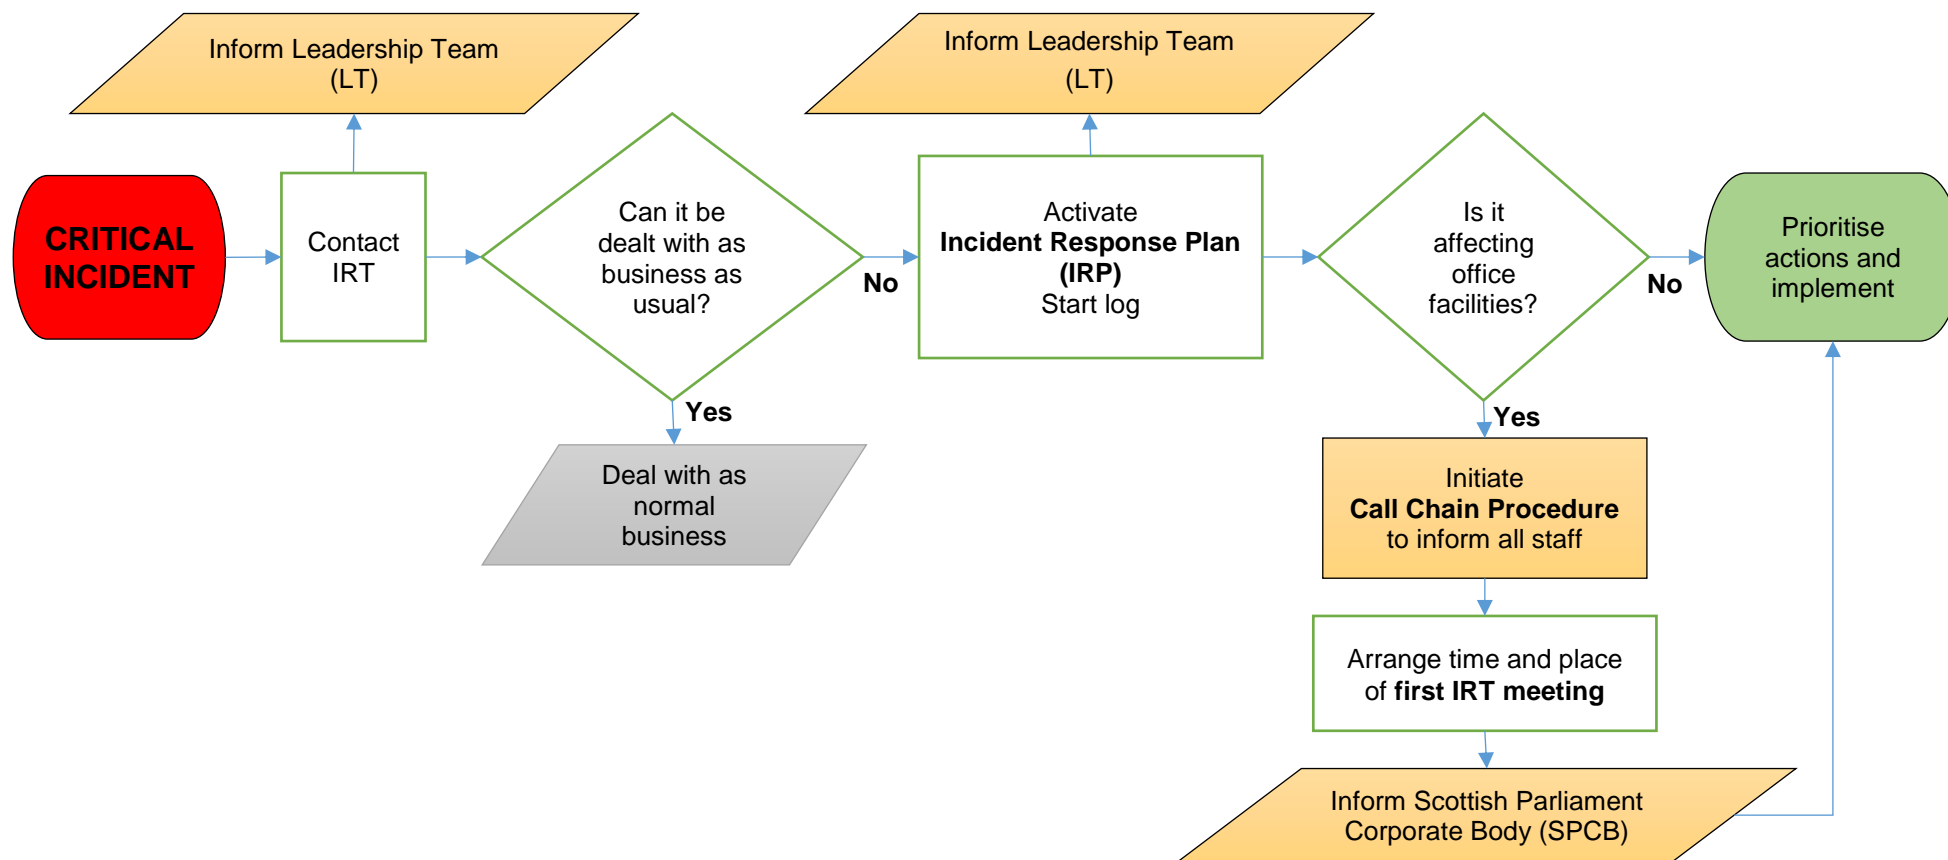 Inform Leadership Team
(LT)
Inform Leadership Team
(LT)
CRITICAL
INCIDENT
Contact
IRT
Can it be
dealt with as
business as
usual?
No
Yes
Deal with as
normal
business
Activate
Incident Response Plan
(IRP)
Start log
Is it
affecting
office
facilities?
No
Yes
Prioritise
actions and
implement
Initiate
Call Chain Procedure
to inform all staff
Arrange time and place
of first IRT meeting
Inform Scottish Parliament
Corporate Body (SPCB)